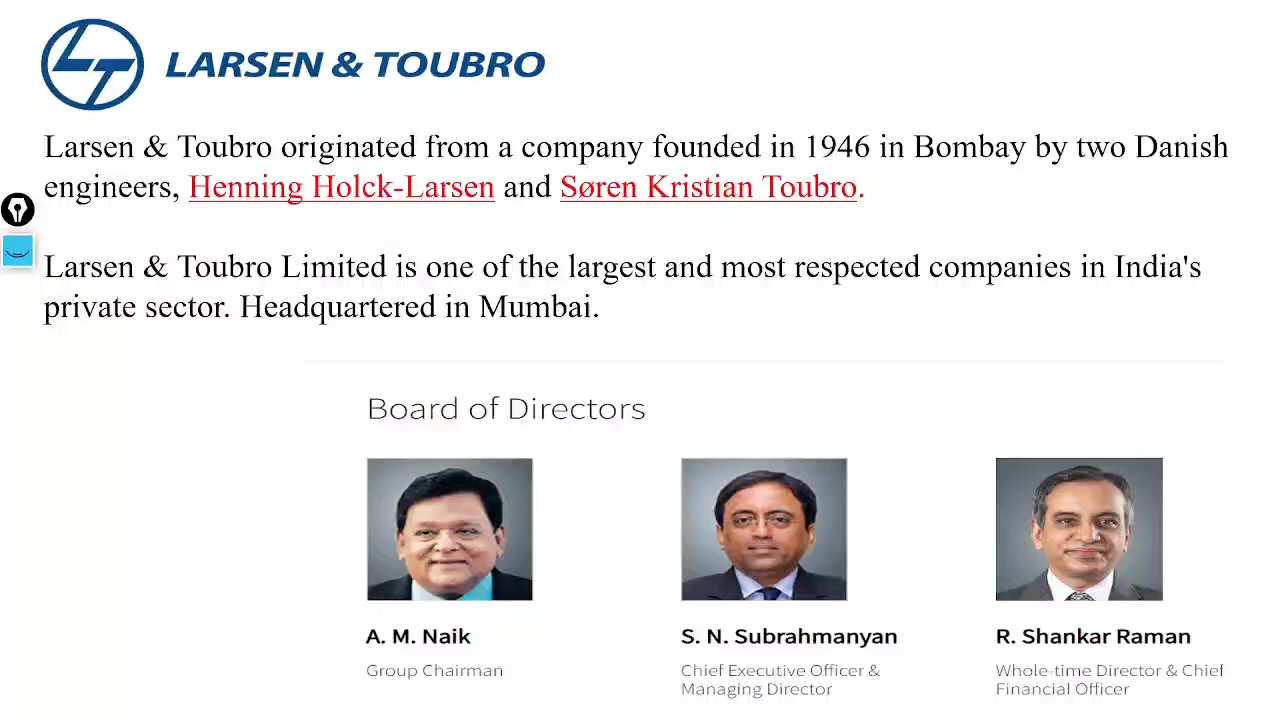 LT LARSEN & TOUBRO
Larsen & Toubro originated from a company founded in 1946 in Bombay by two Danish
engineers, Henning Holck-Larsen and Søren Kristian Toubro.
Larsen & Toubro Limited is one of the largest and most respected companies in India's
private sector. Headquartered in Mumbai.
Board of Directors
A. M. Naik
Group Chairman
S. N. Subrahmanyan
Chief Executive Officer &
Managing Director
R. Shankar Raman
Whole-time Director & Chief
Financial Officer